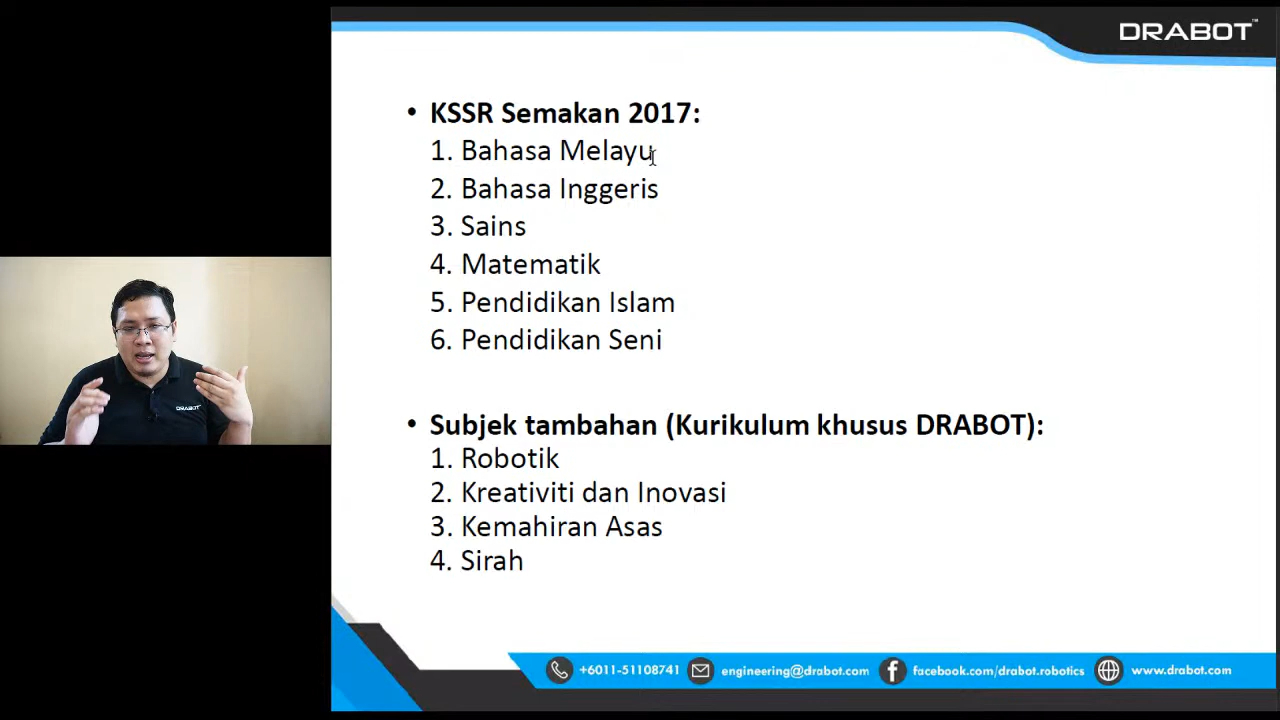 DRABOT™
• KSSR Semakan 2017:
1. Bahasa Melayu
2. Bahasa Inggeris
3. Sains
4. Matematik
5. Pendidikan Islam
6. Pendidikan Seni
• Subjek tambahan (Kurikulum khusus DRABOT):
1. Robotik
2. Kreativiti dan Inovasi
3. Kemahiran Asas
4. Sirah
DRABOT
+6011-51108741 engineering@drabot.com facebook.com/drabot.robotics www.drabot.com